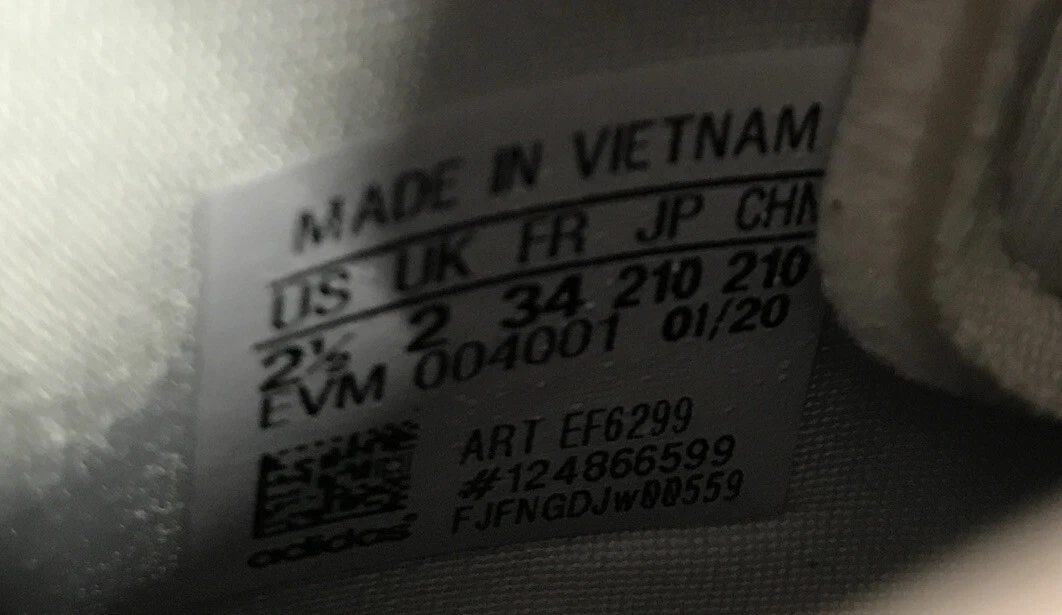 MADE IN VIETNAM
US UK FR JP CHN
2½ 2 34 210 210
EVM 004001 01/20
ART EF6299
#124866599
FJFNGDJw00559
adidas